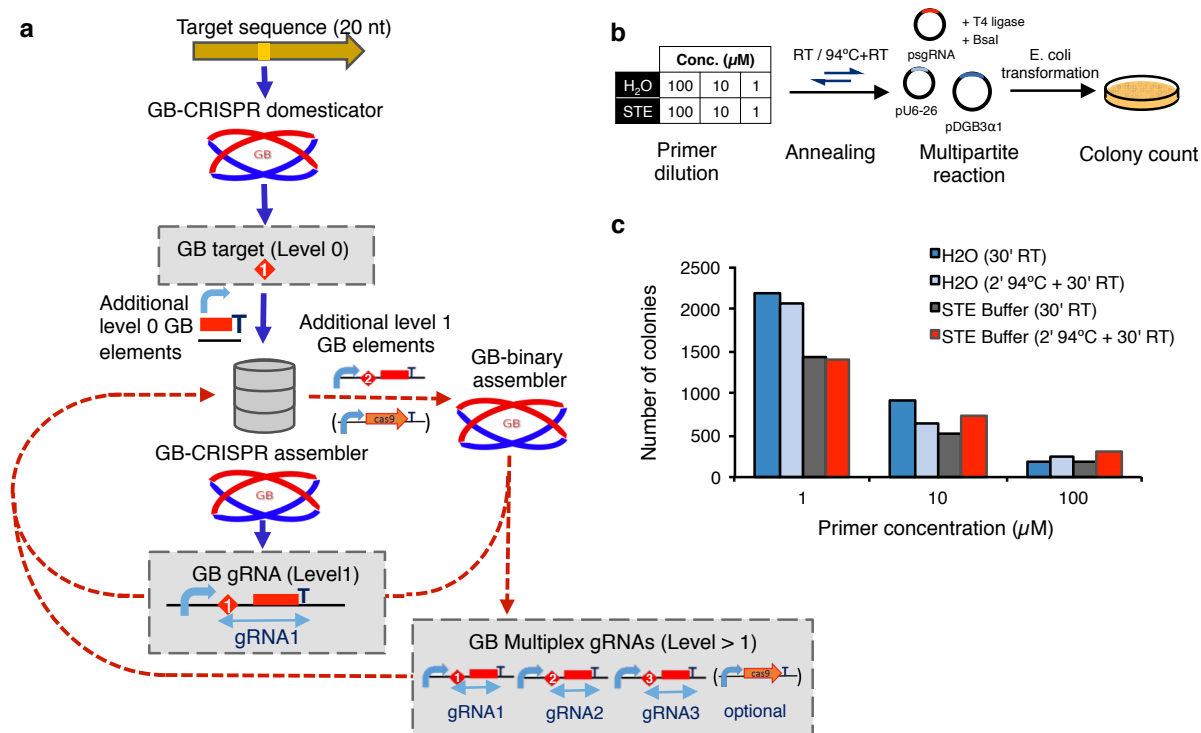 a
Target sequence (20 nt)
GB-CRISPR domesticator
GB
GB target (Level 0)
1
Additional
level 0 GB
elements
T
Additional level 1
GB elements
2
T
( cas9 T )
GB-binary
assembler
GB
GB-CRISPR assembler
GB
GB gRNA (Level1)
1
T
gRNA1
GB Multiplex gRNAs (Level > 1)
1 T 2 T 3 T ( cas9 T )
gRNA1 gRNA2 gRNA3 optional
b
Conc. (µM)
H₂O 100 10 1
STE 100 10 1
Primer
dilution
RT / 94ºC+RT
Annealing
psgRNA
+ T4 ligase
+ BsaI
pU6-26
pDGB3α1
Multipartite
reaction
E. coli
transformation
Colony count
c
H2O (30' RT)
H2O (2' 94ºC + 30' RT)
STE Buffer (30' RT)
STE Buffer (2' 94ºC + 30' RT)
Number of colonies
2500
2000
1500
1000
500
0
1 10 100
Primer concentration (µM)